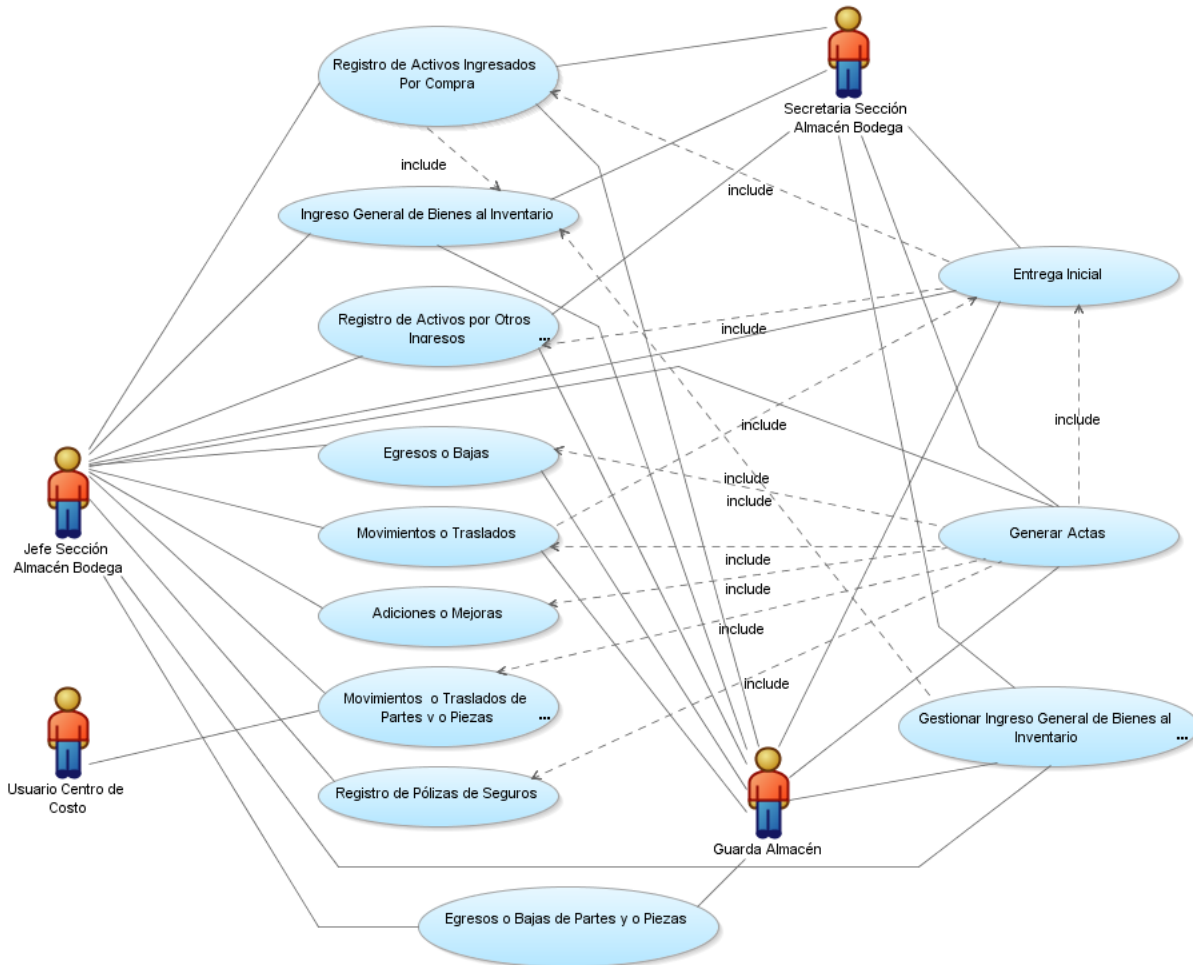 Registro de Activos Ingresados
Por Compra
Secretaria Sección
Almacén Bodega
include
include
Ingreso General de Bienes al Inventario
Entrega Inicial
Registro de Activos por Otros
Ingresos
...
include
include
include
Egresos o Bajas
include
include
Movimientos o Traslados
Generar Actas
Jefe Sección
Almacén Bodega
include
include
Adiciones o Mejoras
include
Movimientos  o Traslados de
Partes y o Piezas
...
include
Gestionar Ingreso General de Bienes al
Inventario
...
Usuario Centro de
Costo
Registro de Pólizas de Seguros
Guarda Almacén
Egresos o Bajas de Partes y o Piezas